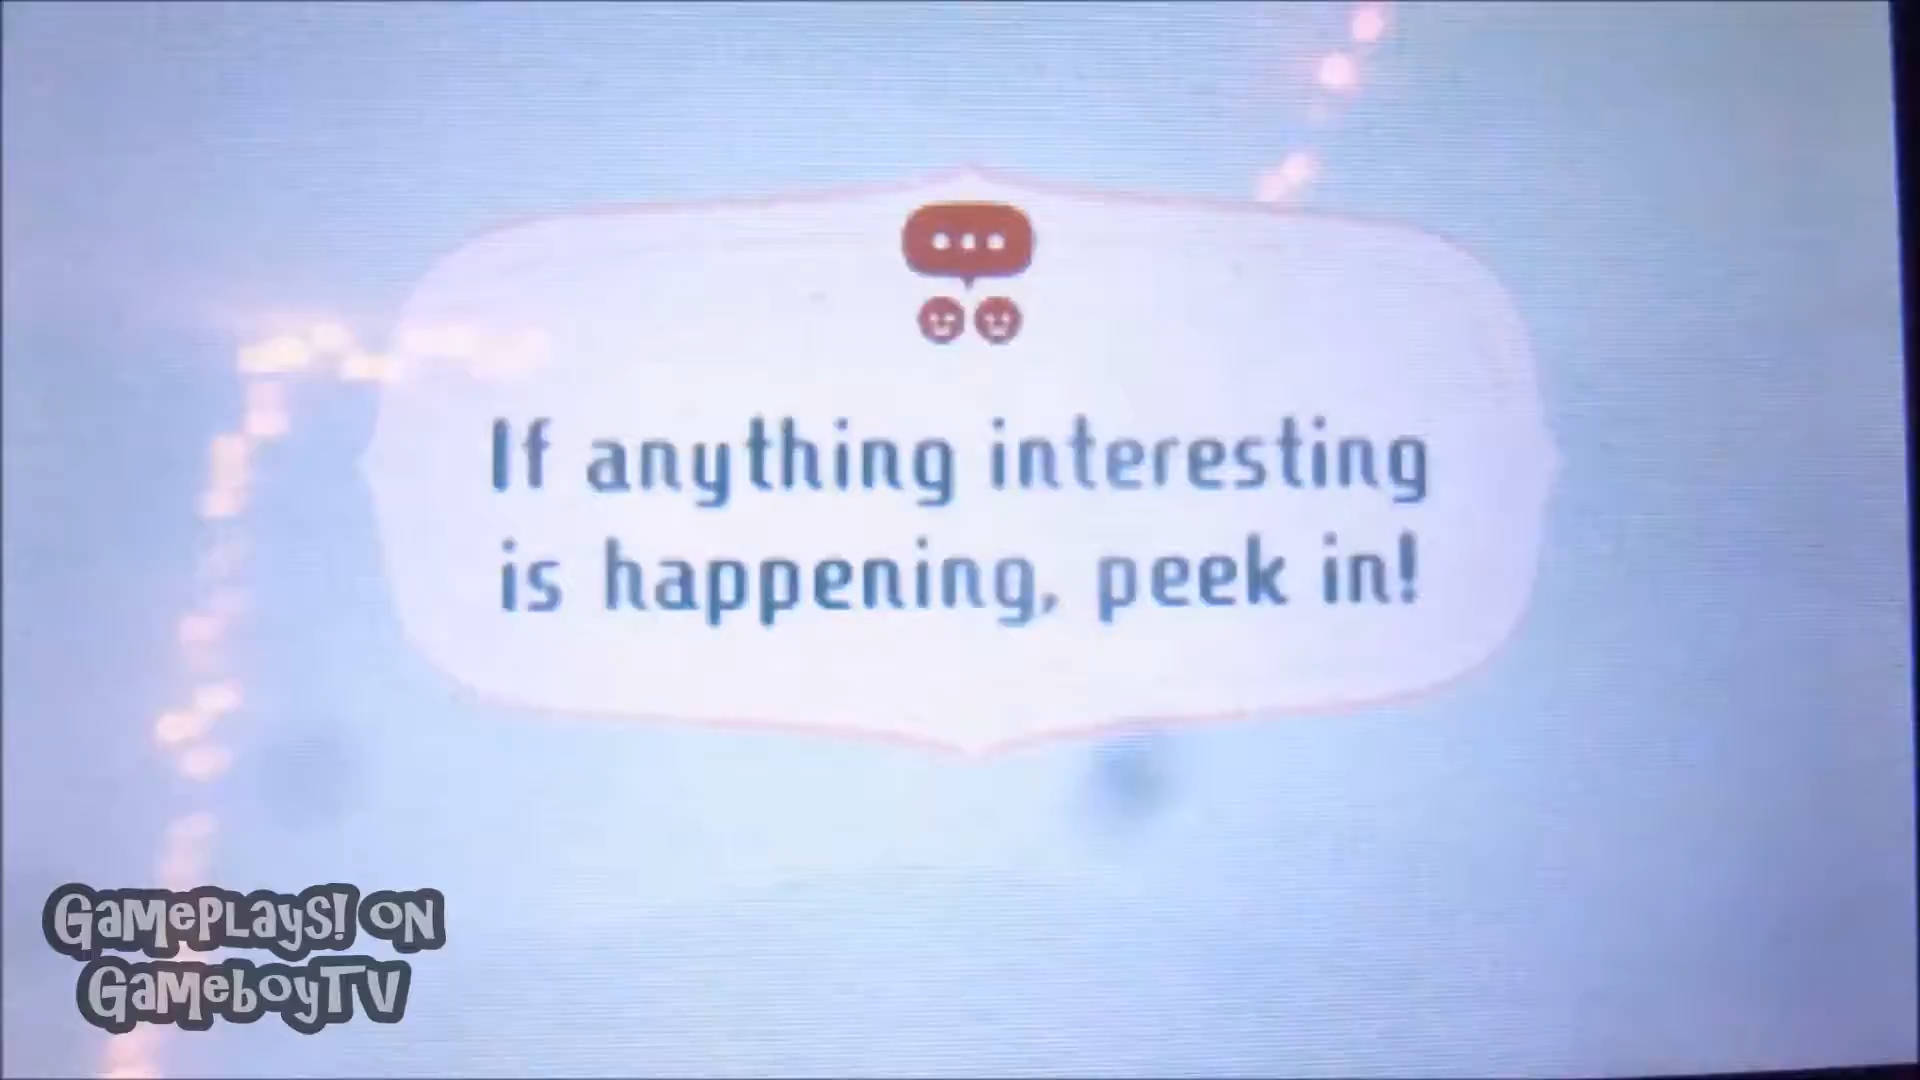 If anything interesting
is happening, peek in!
GamePLayS! ON
GameboyTV